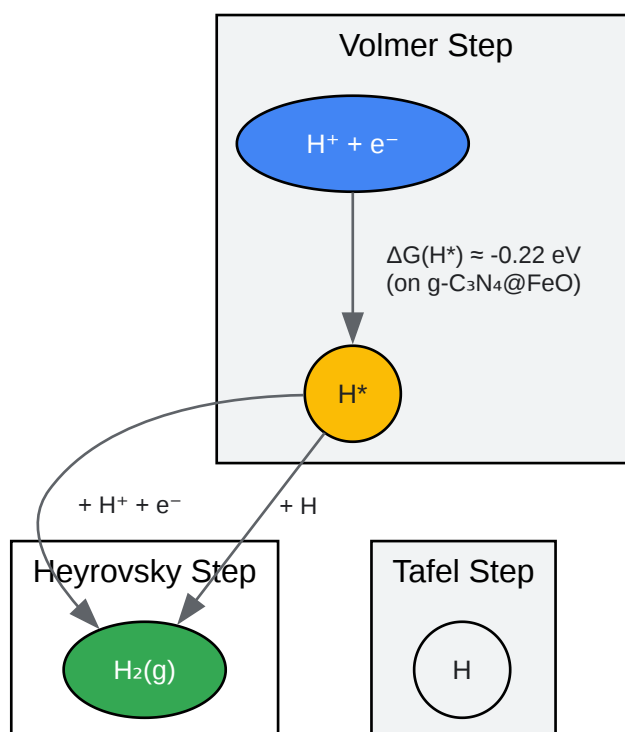 Volmer Step
H⁺ + e⁻
ΔG(H*) ≈ -0.22 eV
(on g-C₃N₄@FeO)
H*
+ H⁺ + e⁻
+ H
Heyrovsky Step
Tafel Step
H₂(g)
H